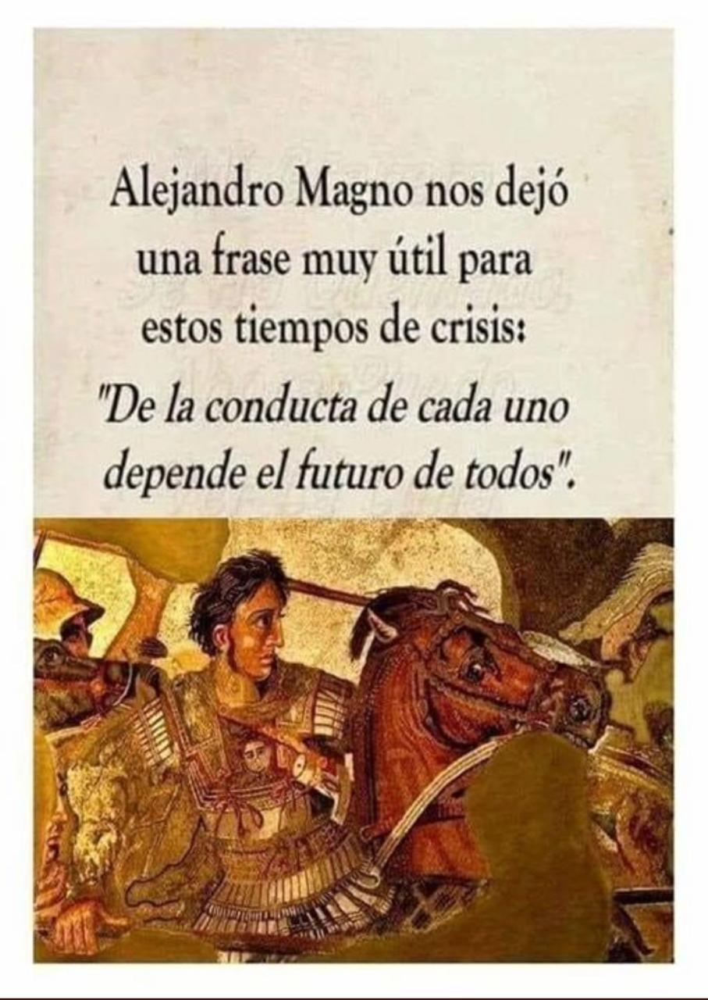 Alejandro Magno nos dejó
una frase muy útil para
estos tiempos de crisis:
"De la conducta de cada uno
depende el futuro de todos".